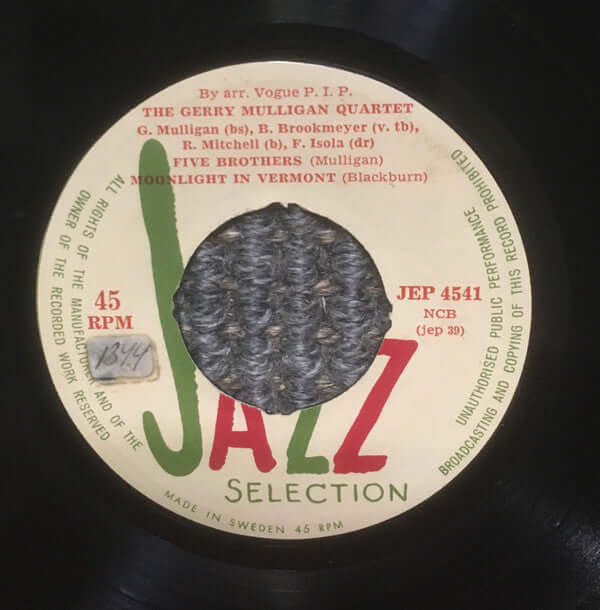 By arr. Vogue P. I. P.
THE GERRY MULLIGAN QUARTET
G. Mulligan (bs), B. Brookmeyer (v. tb),
R. Mitchell (b), F. Isola (dr)
FIVE BROTHERS (Mulligan)
MOONLIGHT IN VERMONT (Blackburn)
45
RPM
1344
JEP 4541
NCB
(jep 39)
JAZZ
SELECTION
MADE IN SWEDEN 45 RPM
ALL RIGHTS OF THE MANUFACTURER AND OF THE
OWNER OF THE RECORDED WORK RESERVED
UNAUTHORISED PUBLIC PERFORMANCE
BROADCASTING AND COPYING OF THIS RECORD PROHIBITED